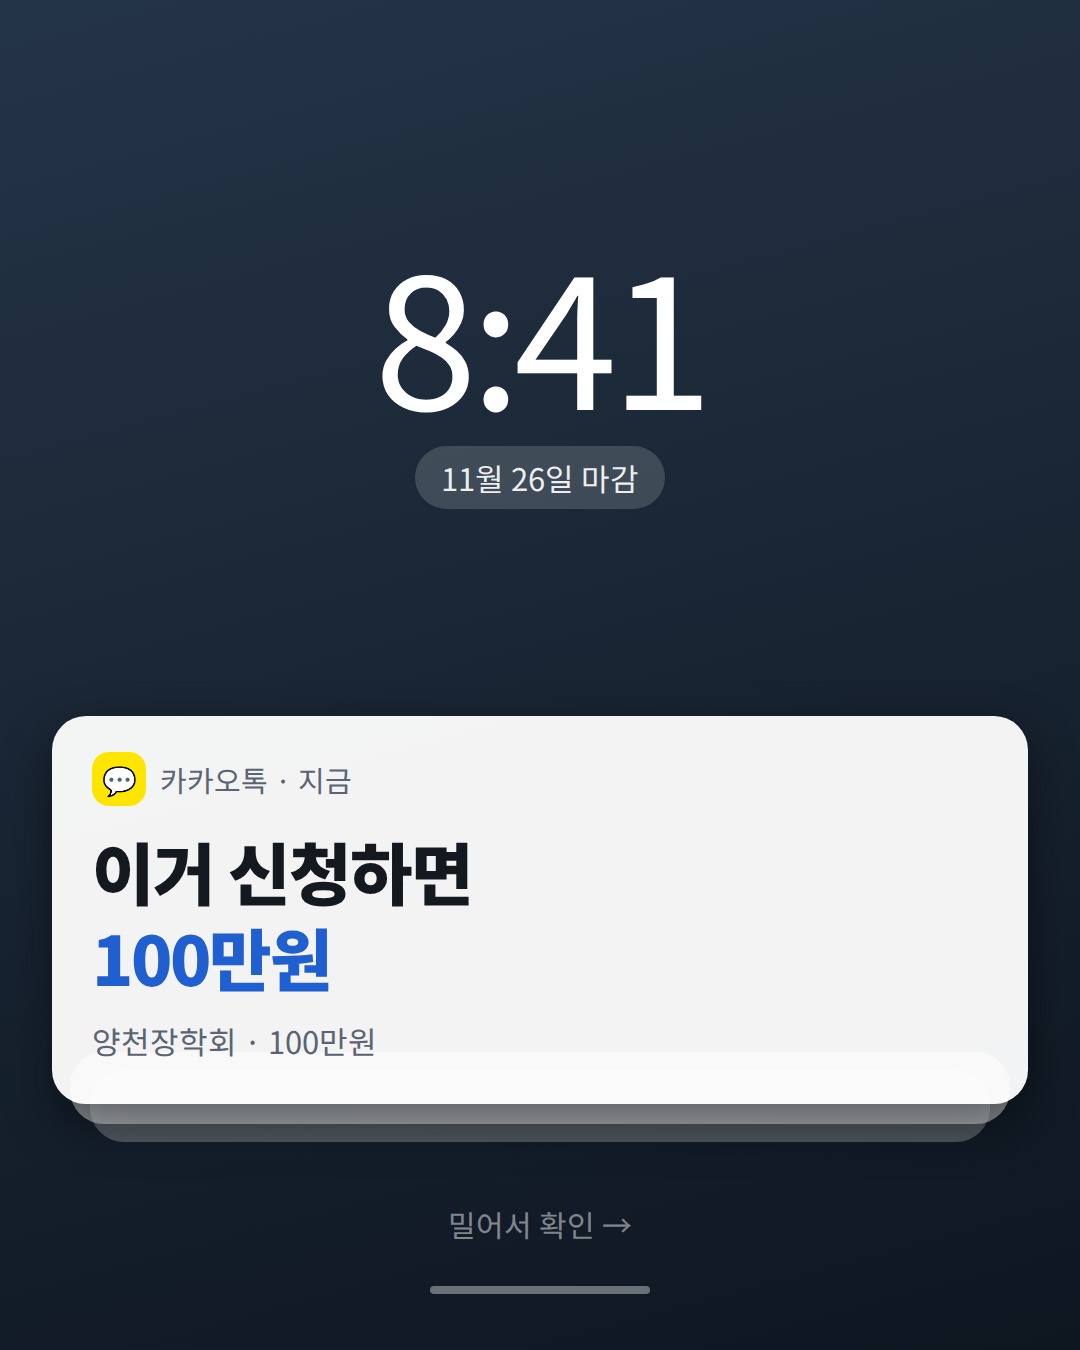 8:41
11월 26일 마감
카카오톡 · 지금
이거 신청하면
100만원
양천장학회 · 100만원
밀어서 확인 →